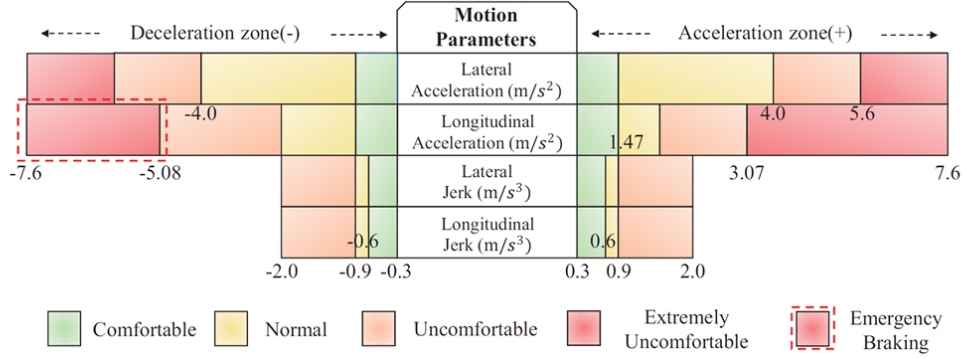 Motion
Parameters
Deceleration zone(-)
Acceleration zone(+)
Lateral
Acceleration (m/s²)
-4.0
4.0
5.6
Longitudinal
Acceleration (m/s²)
1.47
-7.6
-5.08
3.07
7.6
Lateral
Jerk (m/s³)
Longitudinal
Jerk (m/s³)
-0.6
0.6
-2.0
-0.9
-0.3
0.3
0.9
2.0
Comfortable
Normal
Uncomfortable
Extremely
Uncomfortable
Emergency
Braking